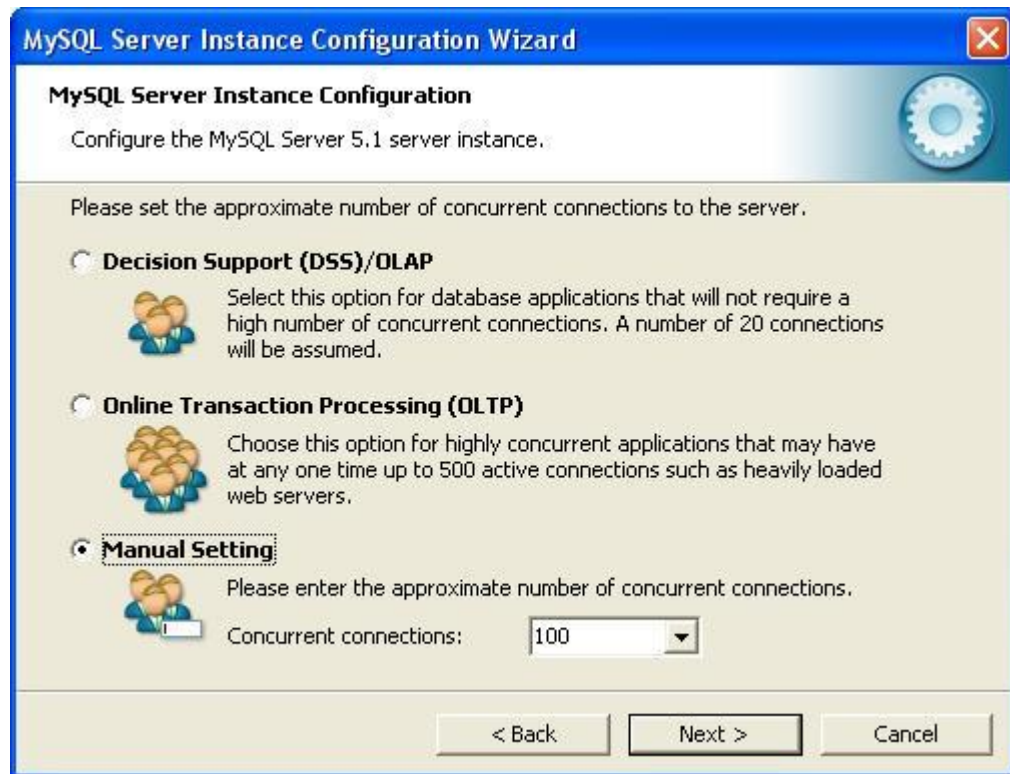 MySQL Server Instance Configuration Wizard
MySQL Server Instance Configuration
Configure the MySQL Server 5.1 server instance.
Please set the approximate number of concurrent connections to the server.
Decision Support (DSS)/OLAP
Select this option for database applications that will not require a
high number of concurrent connections. A number of 20 connections
will be assumed.
Online Transaction Processing (OLTP)
Choose this option for highly concurrent applications that may have
at any one time up to 500 active connections such as heavily loaded
web servers.
Manual Setting
Please enter the approximate number of concurrent connections.
Concurrent connections: 100
< Back Next > Cancel